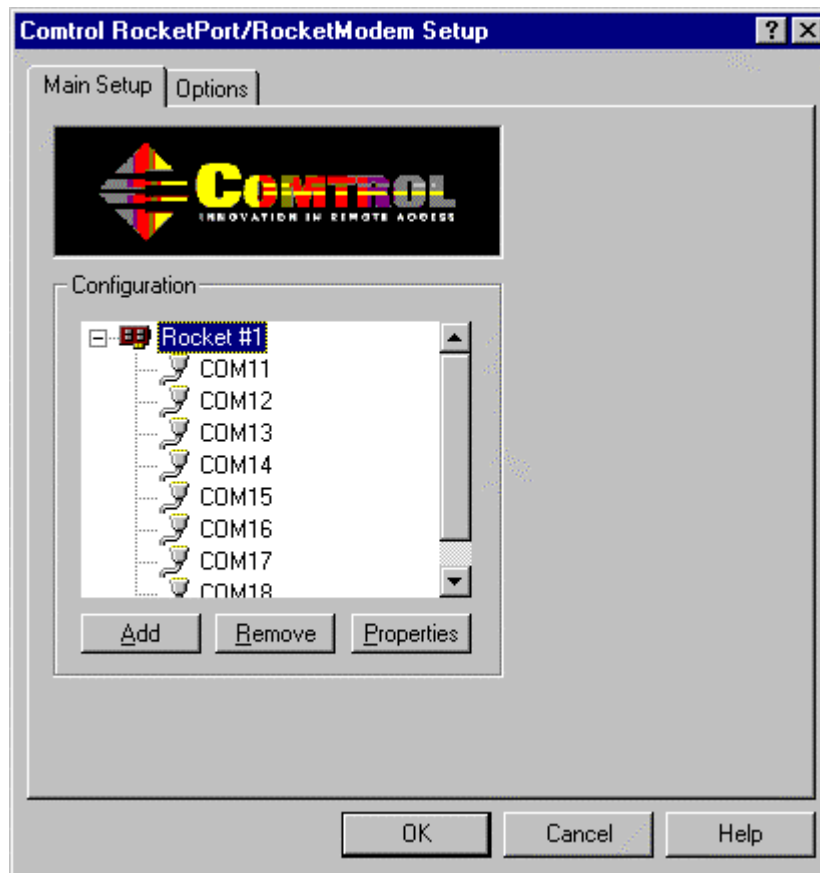 Comtrol RocketPort/RocketModem Setup
Main Setup
Options
COMTROL
INNOVATION IN REMOTE ACCESS
Configuration
Rocket #1
COM11
COM12
COM13
COM14
COM15
COM16
COM17
COM18
Add Remove Properties
OK Cancel Help